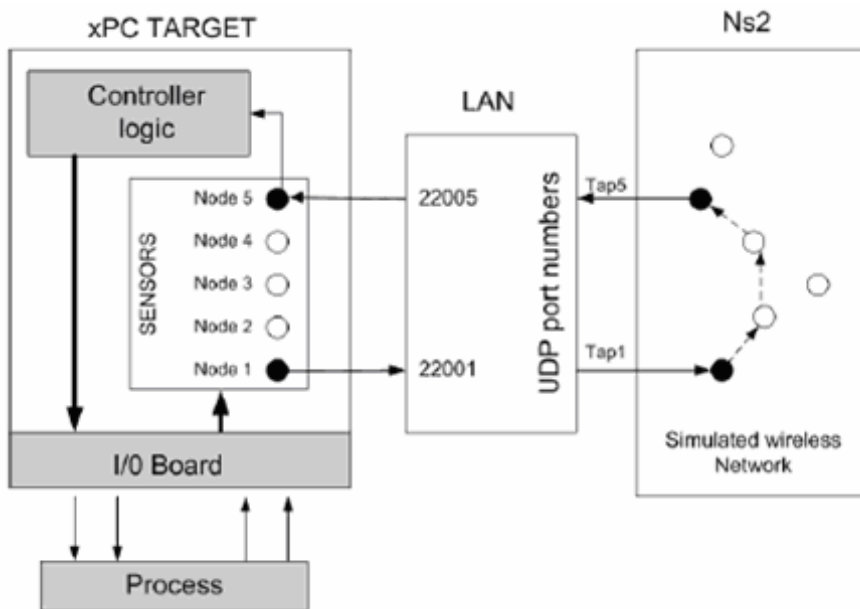 xPC TARGET
Ns2
LAN
Controller
logic
SENSORS
Node 5
Node 4
Node 3
Node 2
Node 1
22005
22001
UDP port numbers
Tap5
Tap1
Simulated wireless
Network
I/0 Board
Process